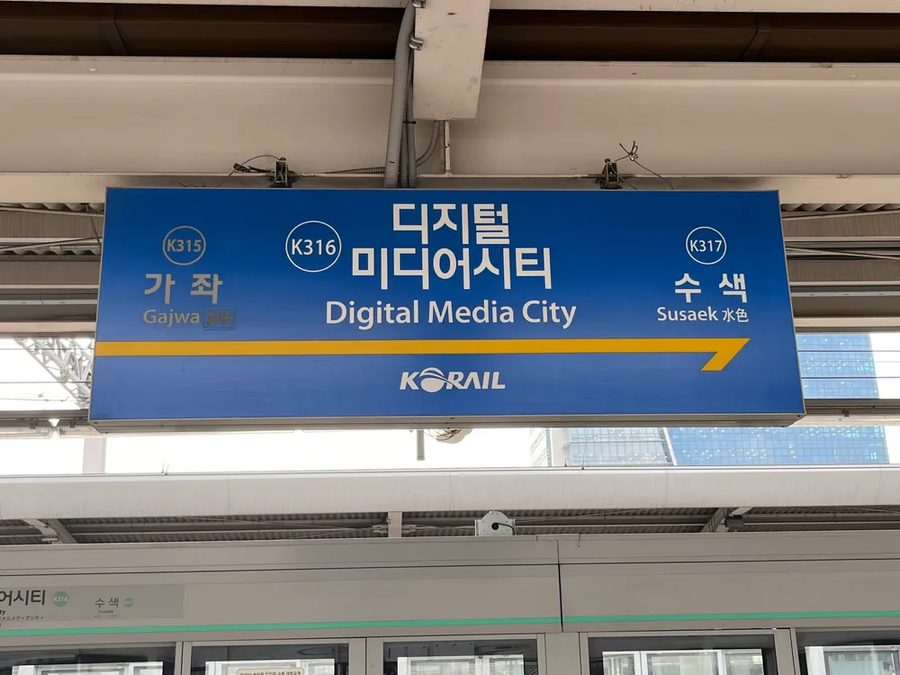 K315
가좌
Gajwa
K316
디지털
미디어시티
Digital Media City
K317
수색
Susaek 水色
KORAIL
어시티 K316
수색